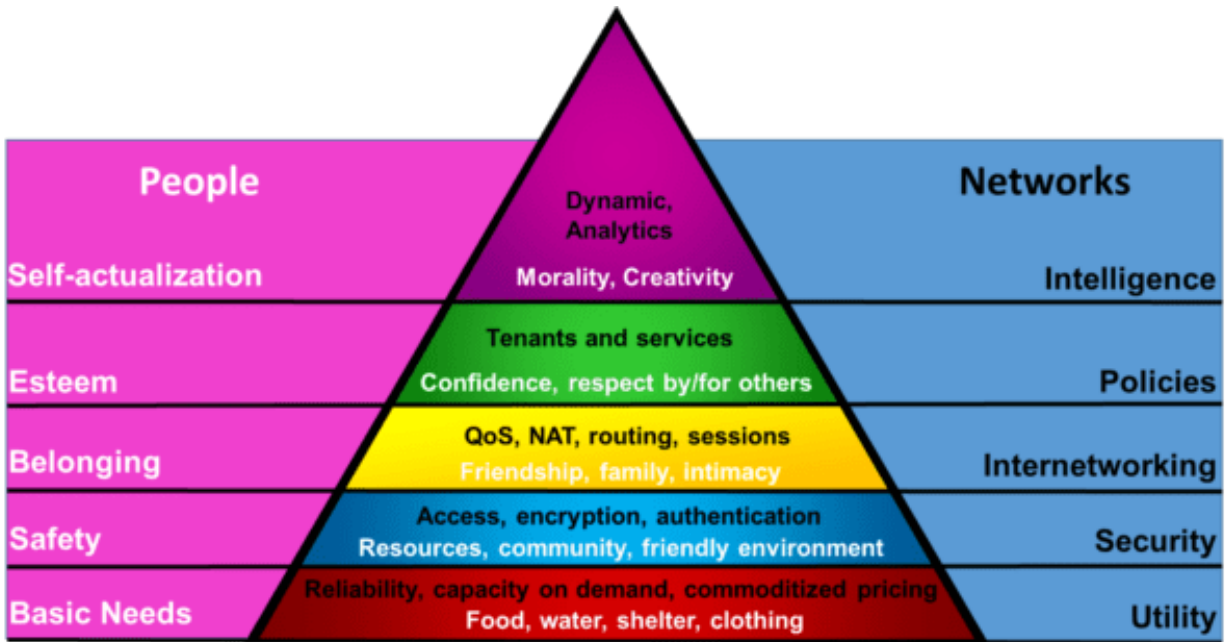 People
Networks
Dynamic,
Analytics
Self-actualization
Morality, Creativity
Intelligence
Tenants and services
Esteem
Confidence, respect by/for others
Policies
QoS, NAT, routing, sessions
Belonging
Friendship, family, intimacy
Internetworking
Access, encryption, authentication
Safety
Resources, community, friendly environment
Security
Reliability, capacity on demand, commoditized pricing
Basic Needs
Food, water, shelter, clothing
Utility